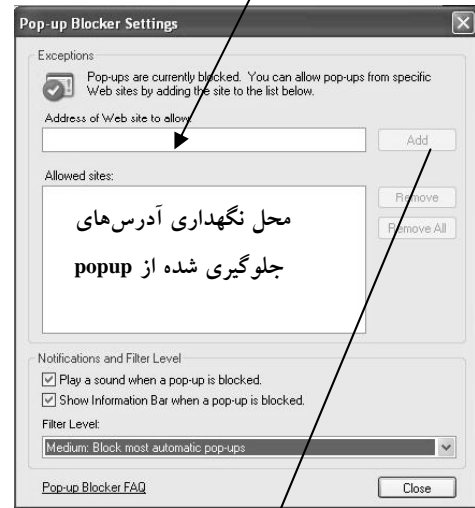 Pop-up Blocker Settings
Exceptions
Pop-ups are currently blocked. You can allow pop-ups from specific
Web sites by adding the site to the list below.
Address of Web site to allow:
Add
Allowed sites:
Remove
Remove All
محل نگهداری آدرس‌های
جلوگیری شده از popup
Notifications and Filter Level
Play a sound when a pop-up is blocked.
Show Information Bar when a pop-up is blocked.
Filter Level:
Medium: Block most automatic pop-ups
Pop-up Blocker FAQ
Close